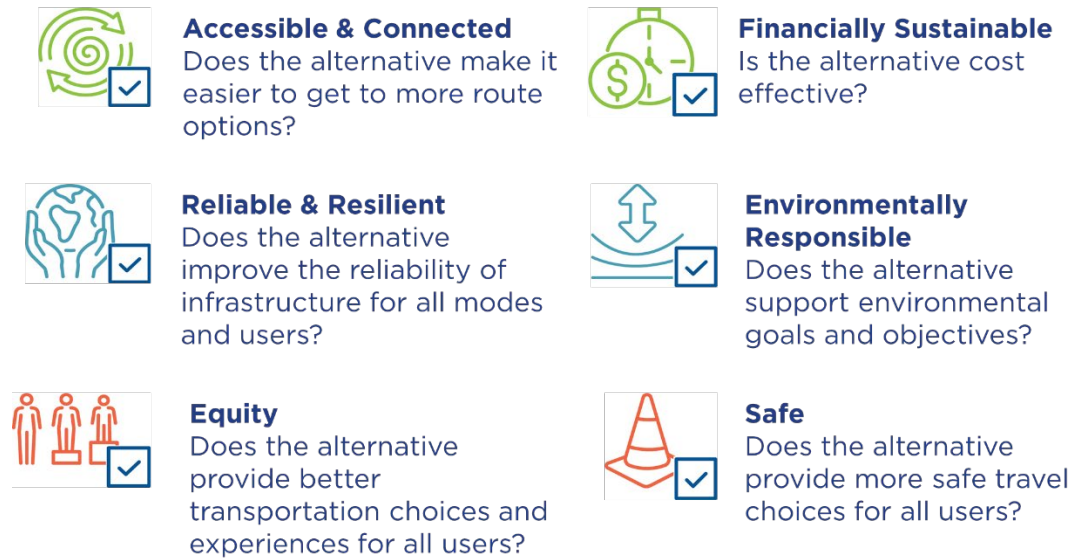 Accessible & Connected
Does the alternative make it
easier to get to more route
options?
Financially Sustainable
Is the alternative cost
effective?
Reliable & Resilient
Does the alternative
improve the reliability of
infrastructure for all modes
and users?
Environmentally
Responsible
Does the alternative
support environmental
goals and objectives?
Equity
Does the alternative
provide better
transportation choices and
experiences for all users?
Safe
Does the alternative
provide more safe travel
choices for all users?
$